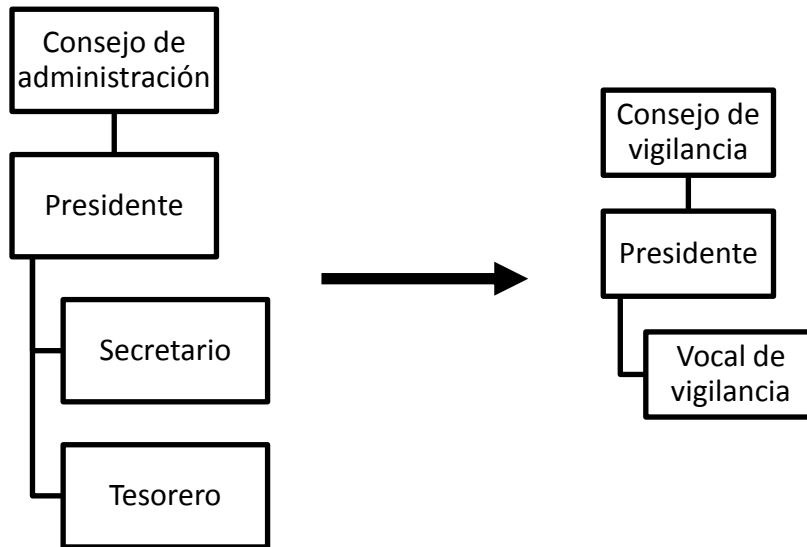 Consejo de
administración
Presidente
Secretario
Tesorero
Consejo de
vigilancia
Presidente
Vocal de
vigilancia